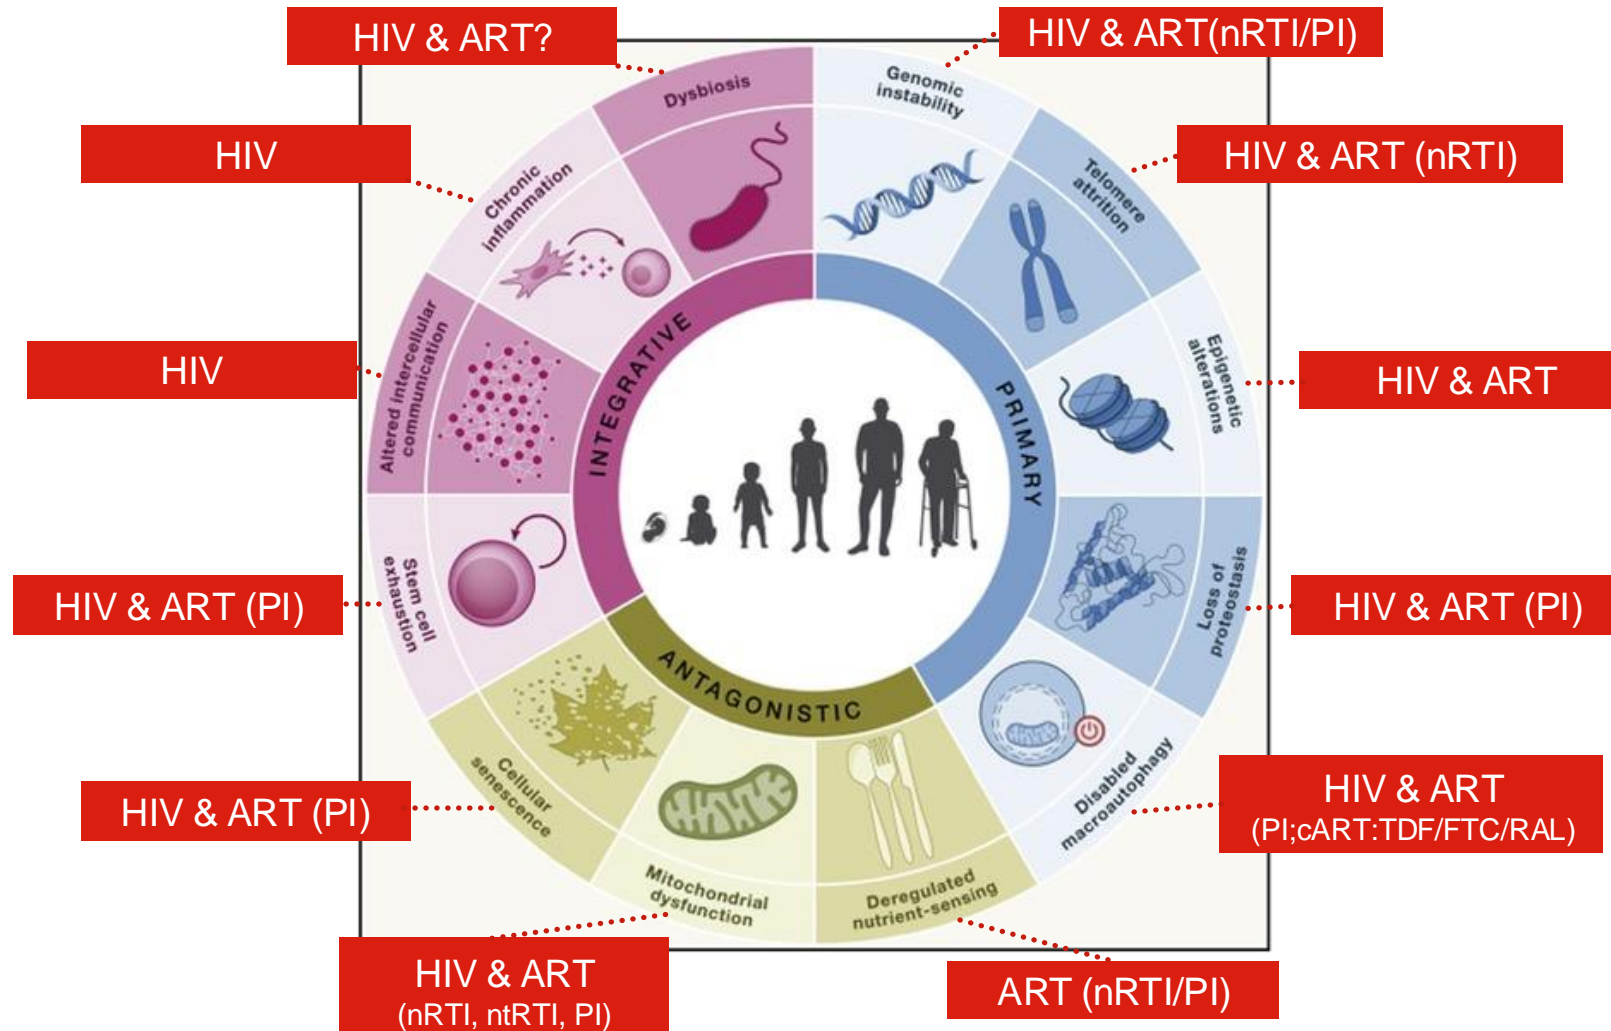 HIV & ART?
HIV & ART(nRTI/PI)
HIV
HIV & ART (nRTI)
HIV
HIV & ART
HIV & ART (PI)
HIV & ART (PI)
HIV & ART (PI)
HIV & ART
(PI;cART:TDF/FTC/RAL)
HIV & ART
(nRTI, ntRTI, PI)
ART (nRTI/PI)
Dysbiosis
Genomic
instability
Telomere
attrition
Epigenetic
alterations
Loss of
proteostasis
Disabled
macroautophagy
Deregulated
nutrient-sensing
Mitochondrial
dysfunction
Cellular
senescence
Stem cell
exhaustion
Altered intercellular
communication
Chronic
inflammation
INTEGRATIVE
PRIMARY
ANTAGONISTIC